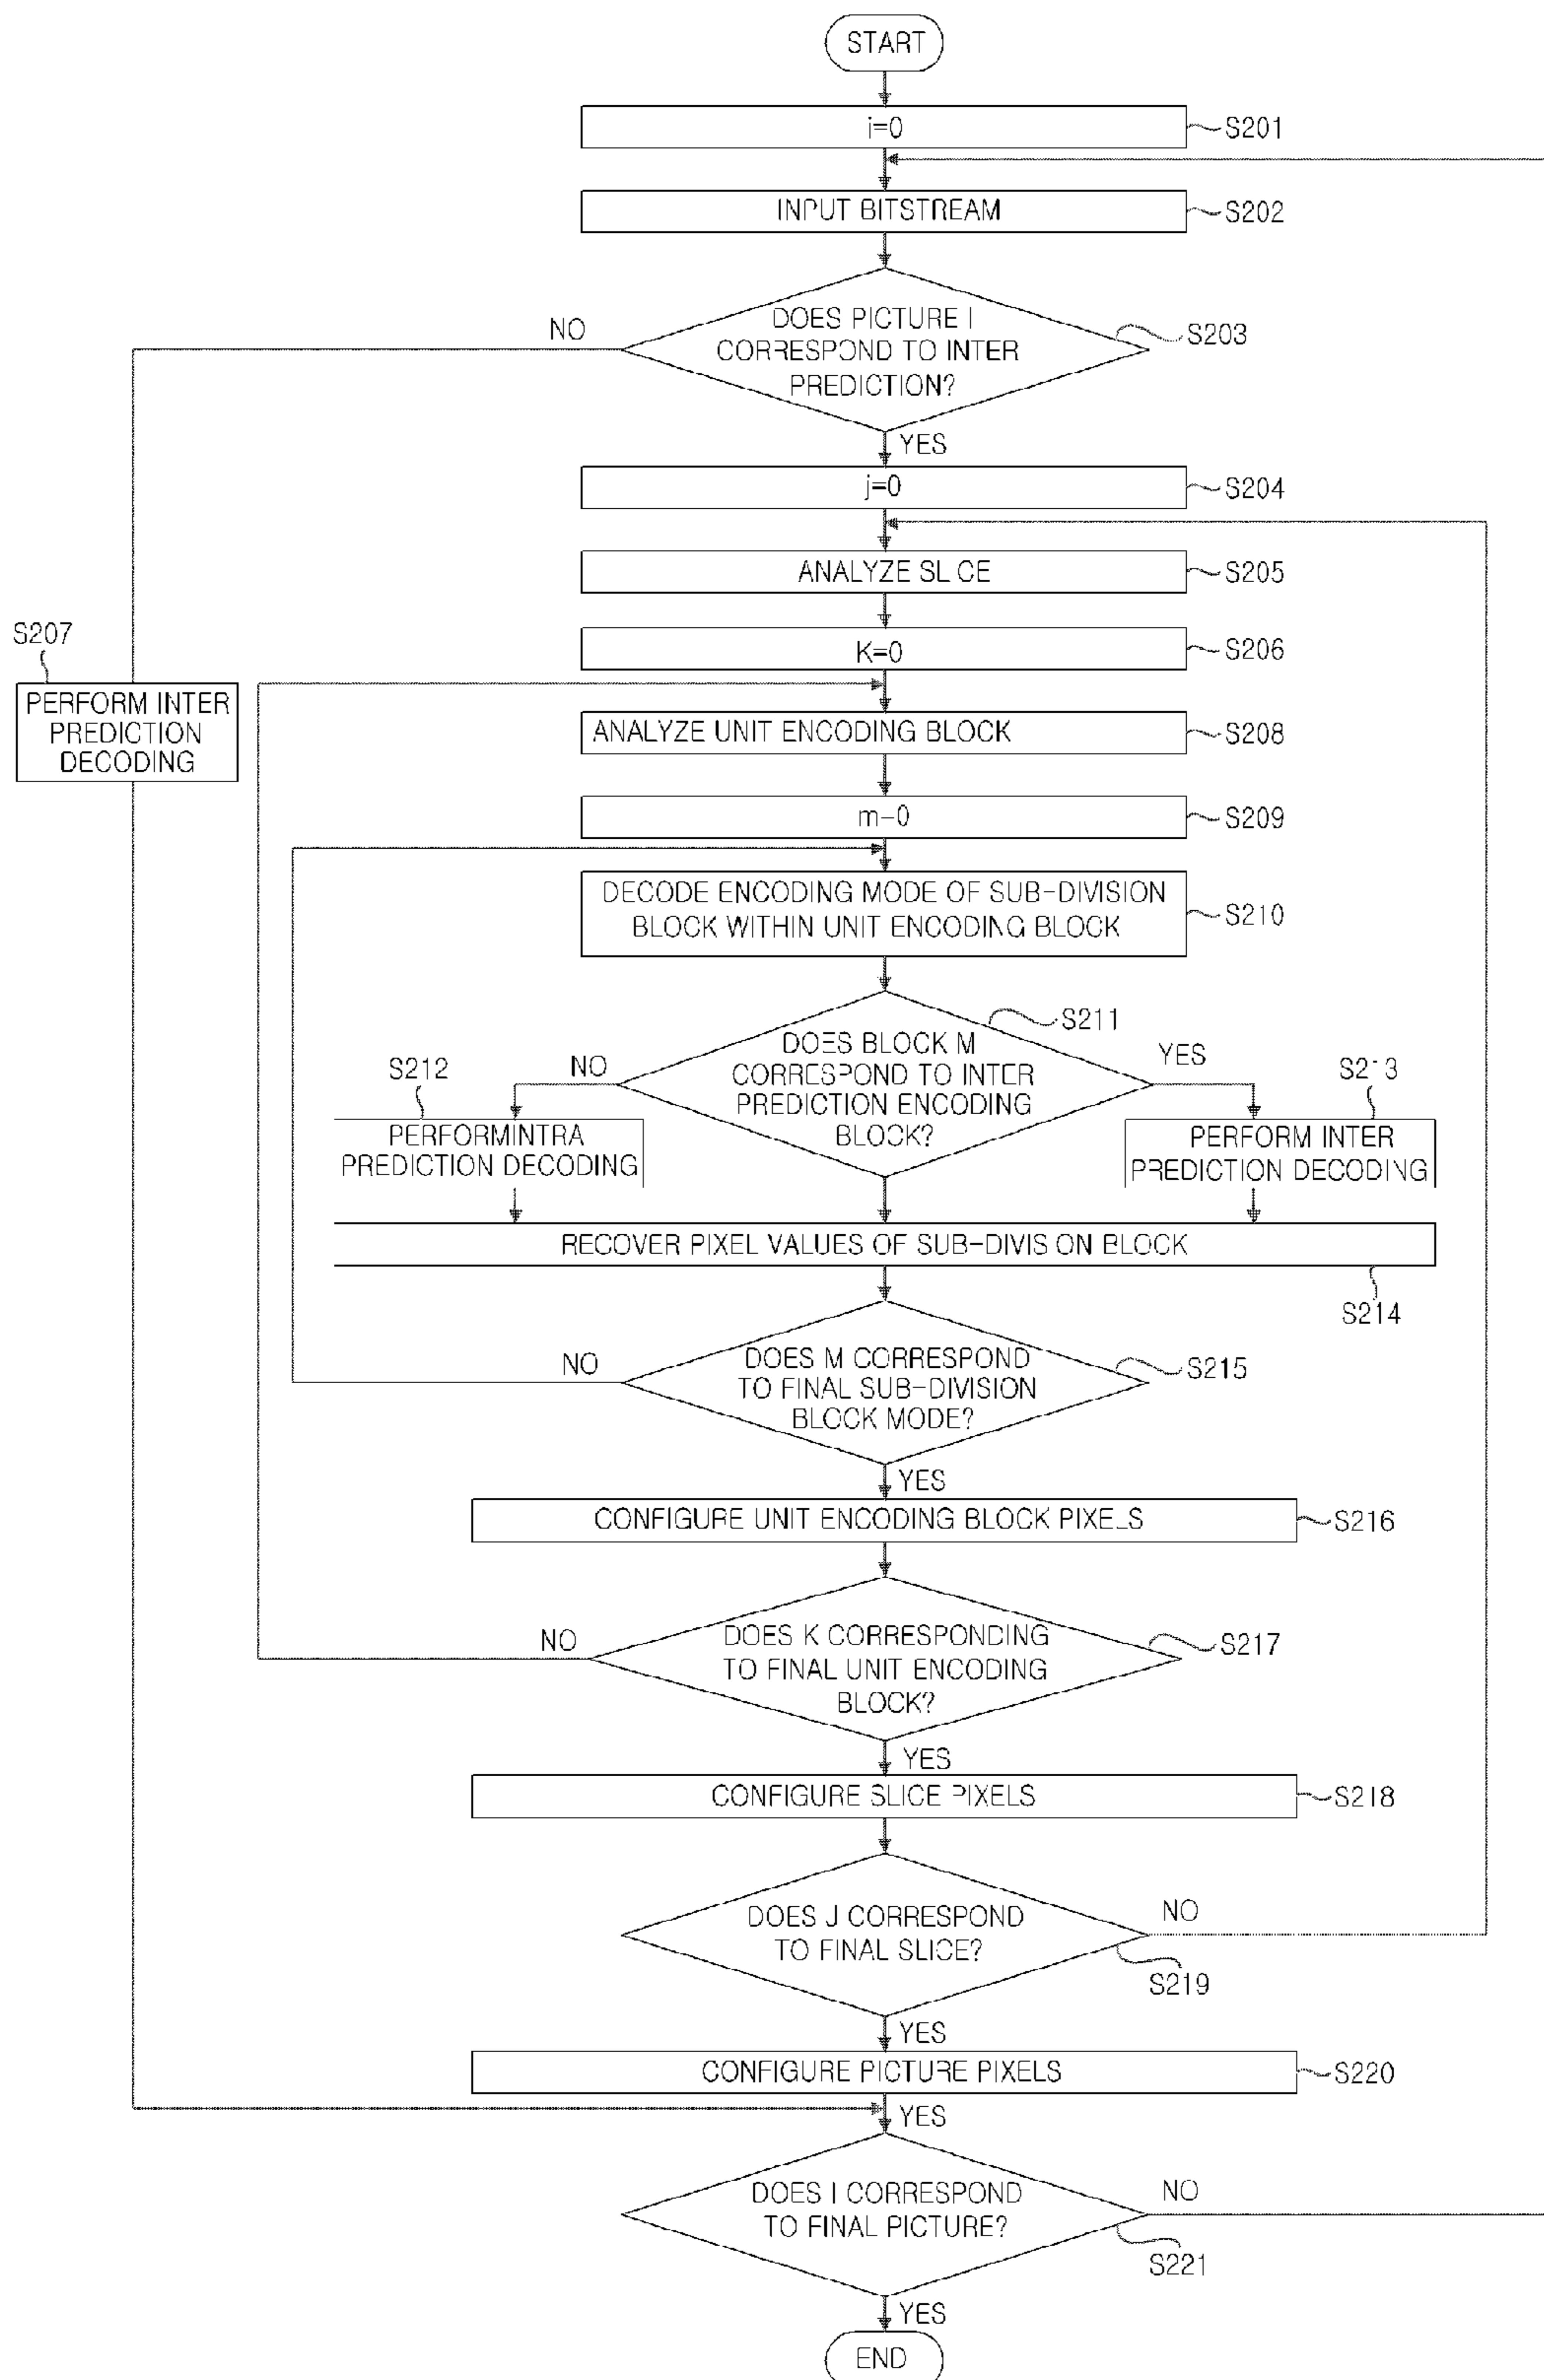 START
i=0
S201
INPUT BITSTREAM
S202
DOES PICTURE I
CORRESPOND TO INTER
PREDICTION?
S203
NO
YES
j=0
S204
ANALYZE SLICE
S205
K=0
S206
S207
PERFORM INTER
PREDICTION
DECODING
ANALYZE UNIT ENCODING BLOCK
S208
m-0
S209
DECODE ENCODING MODE OF SUB-DIVISION
BLOCK WITHIN UNIT ENCODING BLOCK
S210
DOES BLOCK M
CORRESPOND TO INTER
PREDICTION ENCODING
BLOCK?
S211
NO
YES
S212
PERFORMINTRA
PREDICTION DECODING
S213
PERFORM INTER
PREDICTION DECODING
RECOVER PIXEL VALUES OF SUB-DIVISION BLOCK
S214
DOES M CORRESPOND
TO FINAL SUB-DIVISION
BLOCK MODE?
S215
NO
YES
CONFIGURE UNIT ENCODING BLOCK PIXELS
S216
DOES K CORRESPONDING
TO FINAL UNIT ENCODING
BLOCK?
S217
NO
YES
CONFIGURE SLICE PIXELS
S218
DOES J CORRESPOND
TO FINAL SLICE?
NO
S219
YES
CONFIGURE PICTURE PIXELS
S220
YES
DOES I CORRESPOND
TO FINAL PICTURE?
NO
S221
YES
END